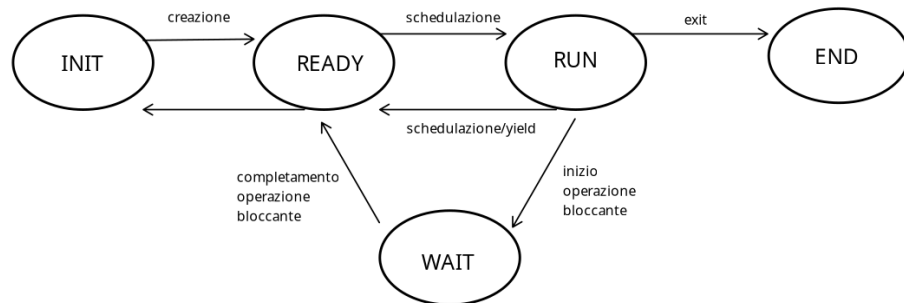 creazione
schedulazione
exit
INIT
READY
RUN
END
schedulazione/yield
completamento
operazione
bloccante
inizio
operazione
bloccante
WAIT